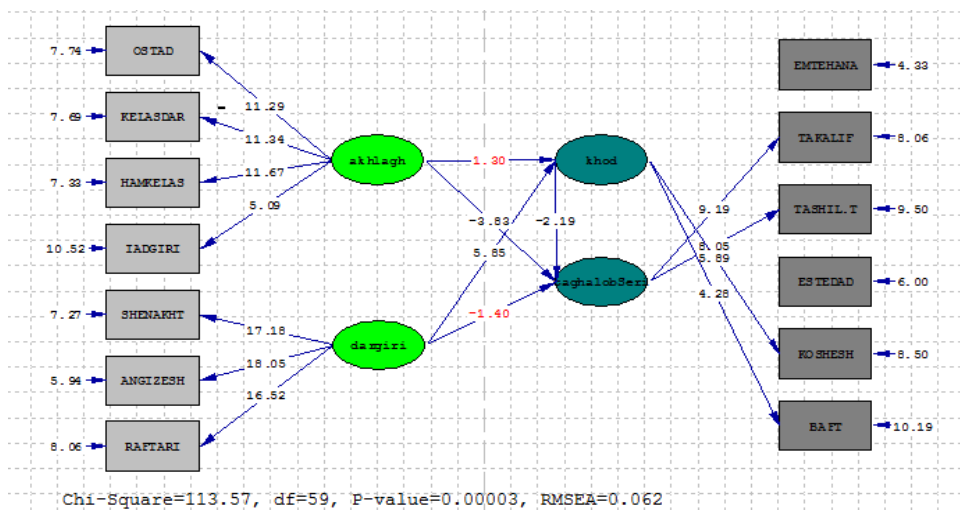 7.74
OSTAD
7.69
KELASDAR
7.33
HAMKELAS
10.52
IADGIRI
7.27
SHENAKHT
5.94
ANGIZESH
8.06
RAFTARI
11.29
11.34
11.67
5.09
17.18
18.05
16.52
akhlagh
dargiri
1.30
-3.83
-2.19
5.85
-1.40
khod
aghalobSer
9.19
8.05
5.89
4.28
EMTEHANA
4.33
TAKALIF
8.06
TASHIL.T
9.50
ESTEDAD
6.00
KOSHESH
8.50
BAFT
10.19
Chi-Square=113.57, df=59, P-value=0.00003, RMSEA=0.062